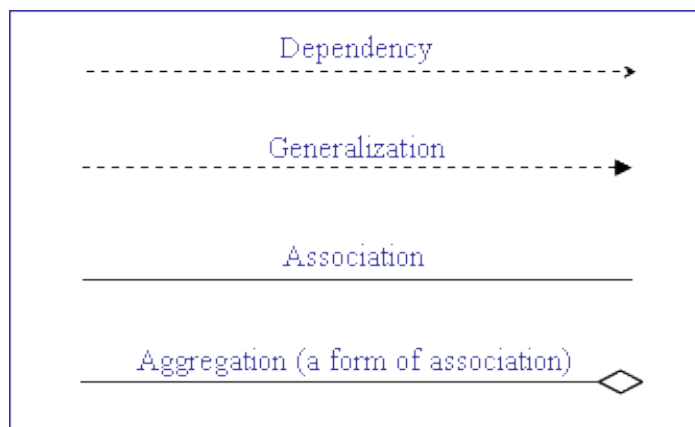 Dependency
Generalization
Association
Aggregation (a form of association)